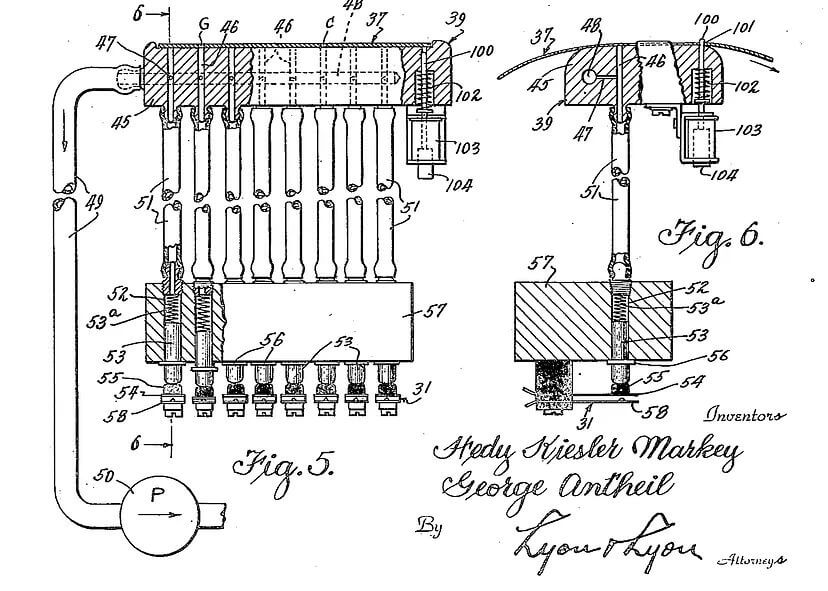 6 G 46 46 C 48 37 39 100
47
102
45
103
104
51
51
51
49
52
53ᵃ
53
56 53
57
55
54
58
31
6
Fig. 5.
50
P
37 48 100 101
45
46
102
39
47
103
104
51
Fig. 6.
57
52
53ᵃ
53
56
55
54
58
31
Inventors
Hedy Kiesler Markey
George Antheil
By Lyon & Lyon
Attorneys